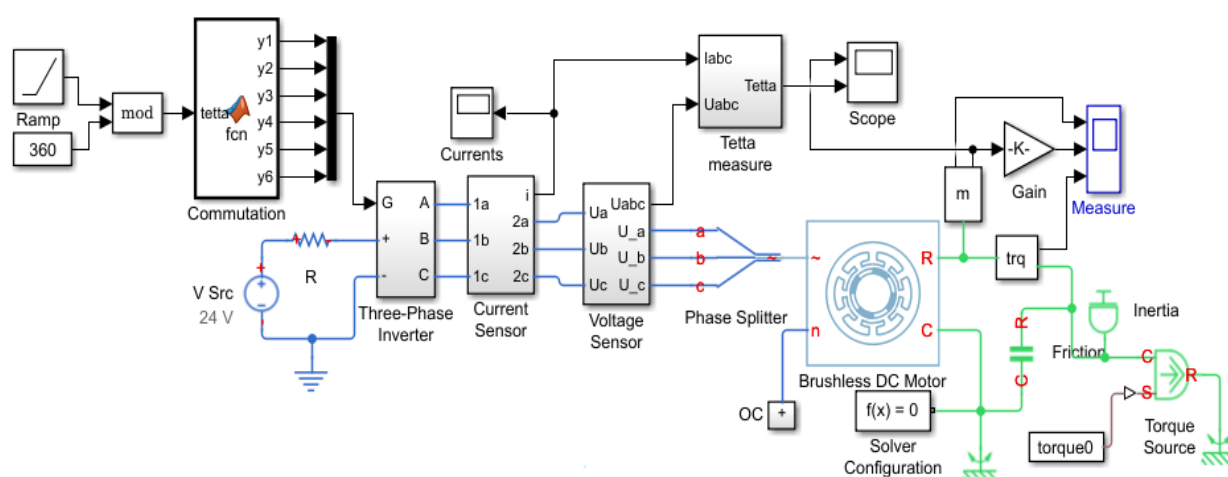 Ramp
360
mod
tetta
fcn
y1
y2
y3
y4
y5
y6
Commutation
Currents
Iabc
Uabc
Tetta
Tetta
measure
Scope
m
-K-
Gain
Measure
V Src
24 V
+
-
+
-
R
G
+
-
A
B
C
Three-Phase
Inverter
1a
1b
1c
i
2a
2b
2c
Current
Sensor
Ua
Ub
Uc
Uabc
U_a
U_b
U_c
Voltage
Sensor
a
b
c
~
Phase Splitter
~
n
R
C
Brushless DC Motor
OC
+
f(x) = 0
Solver
Configuration
trq
R
C
Friction
Inertia
C
S
R
Torque
Source
torque0